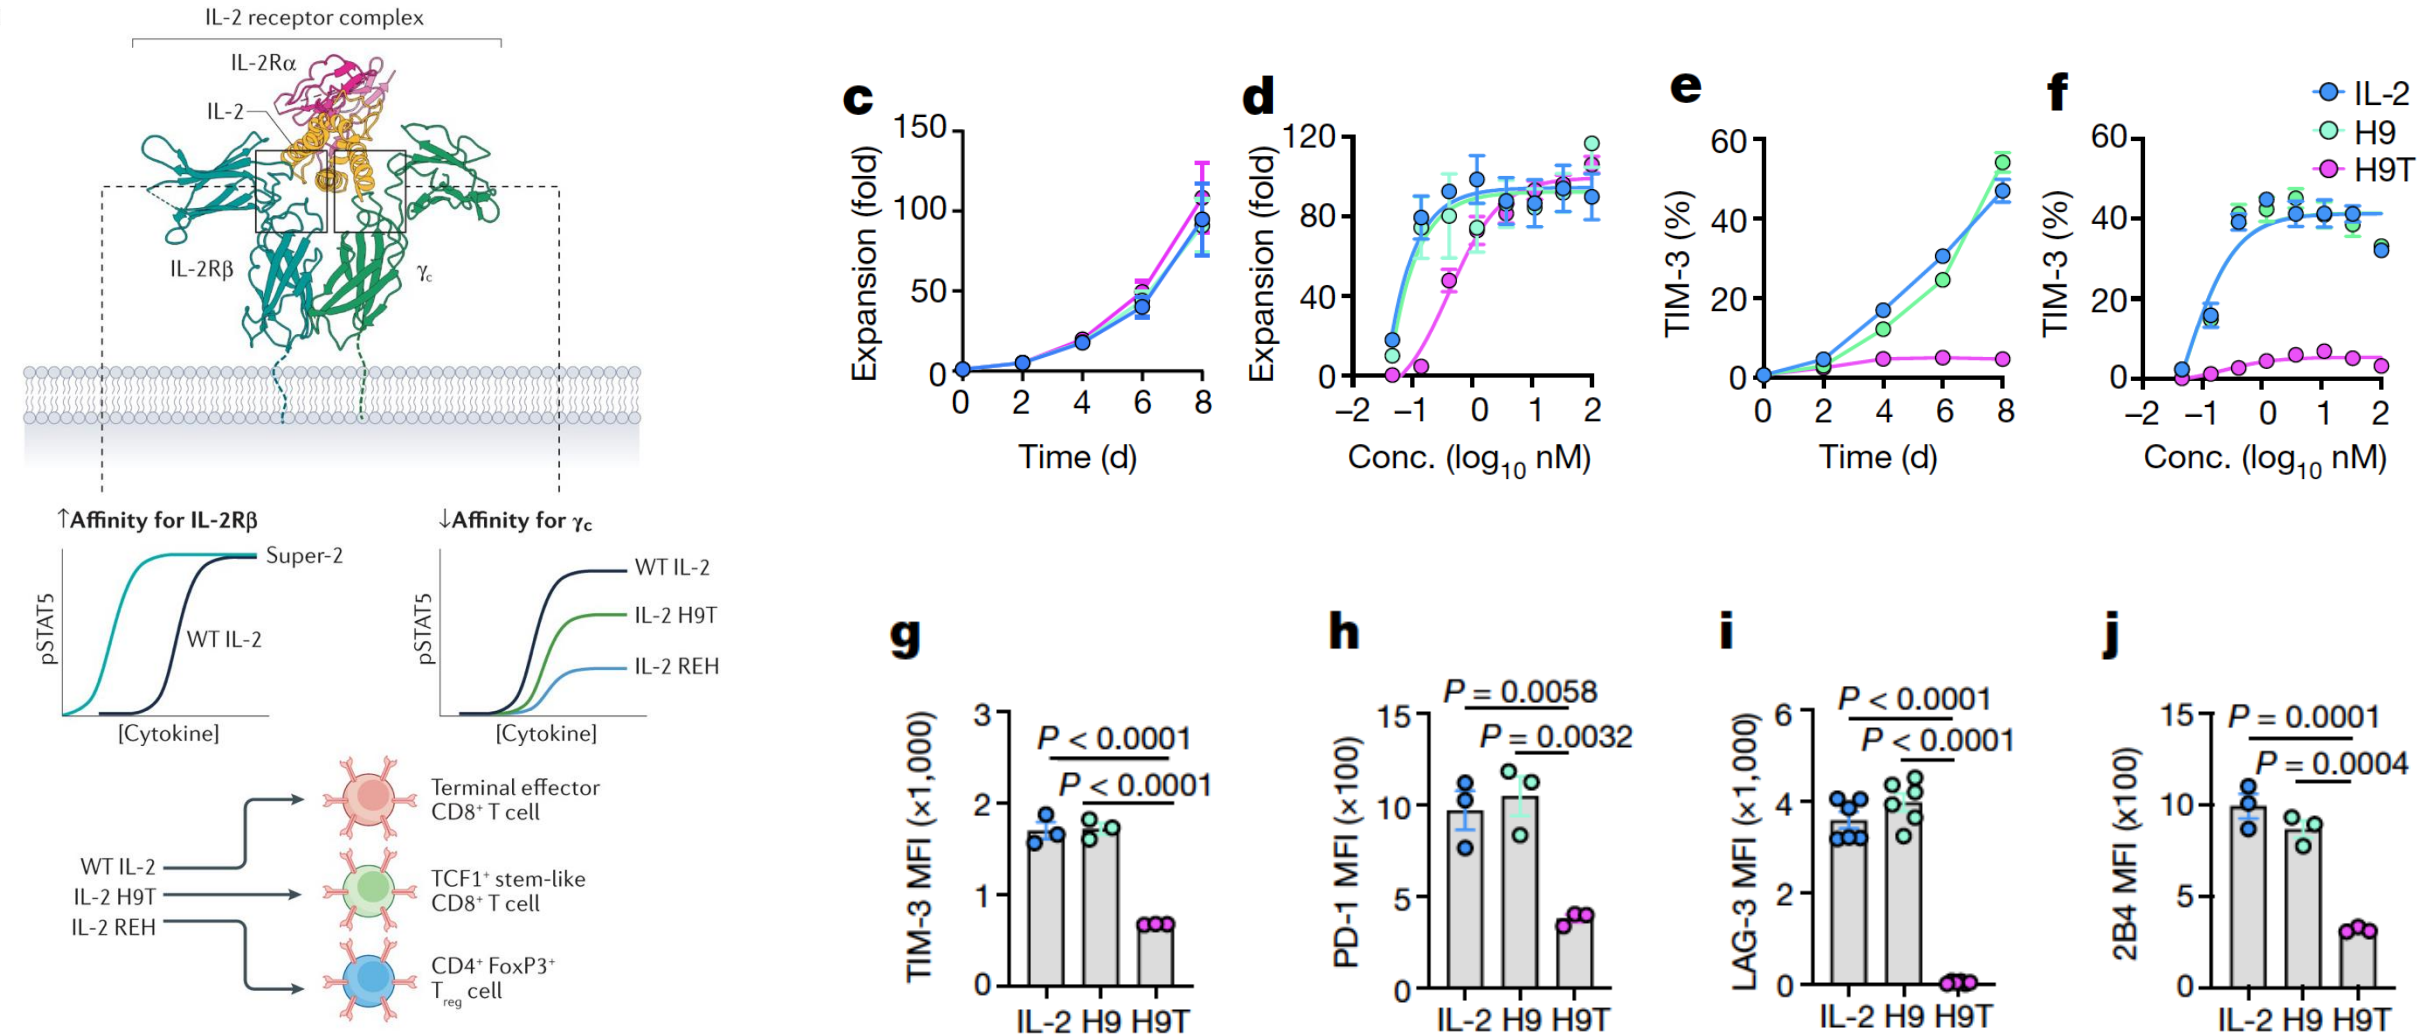 IL-2 receptor complex
IL-2Rα
IL-2
IL-2Rβ
γc
↑Affinity for IL-2Rβ
pSTAT5
Super-2
WT IL-2
[Cytokine]
↓Affinity for γc
pSTAT5
WT IL-2
IL-2 H9T
IL-2 REH
[Cytokine]
WT IL-2
IL-2 H9T
IL-2 REH
Terminal effector
CD8+ T cell
TCF1+ stem-like
CD8+ T cell
CD4+ FoxP3+
Treg cell
c
Expansion (fold)
150
100
50
0
0 2 4 6 8
Time (d)
d
Expansion (fold)
120
80
40
0
−2 −1 0 1 2
Conc. (log10 nM)
e
TIM-3 (%)
60
40
20
0
0 2 4 6 8
Time (d)
f
TIM-3 (%)
60
40
20
0
−2 −1 0 1 2
Conc. (log10 nM)
IL-2
H9
H9T
g
TIM-3 MFI (×1,000)
3
2
1
0
P < 0.0001
P < 0.0001
IL-2 H9 H9T
h
PD-1 MFI (×100)
15
10
5
0
P = 0.0058
P = 0.0032
IL-2 H9 H9T
i
LAG-3 MFI (×1,000)
6
4
2
0
P < 0.0001
P < 0.0001
IL-2 H9 H9T
j
2B4 MFI (x100)
15
10
5
0
P = 0.0001
P = 0.0004
IL-2 H9 H9T